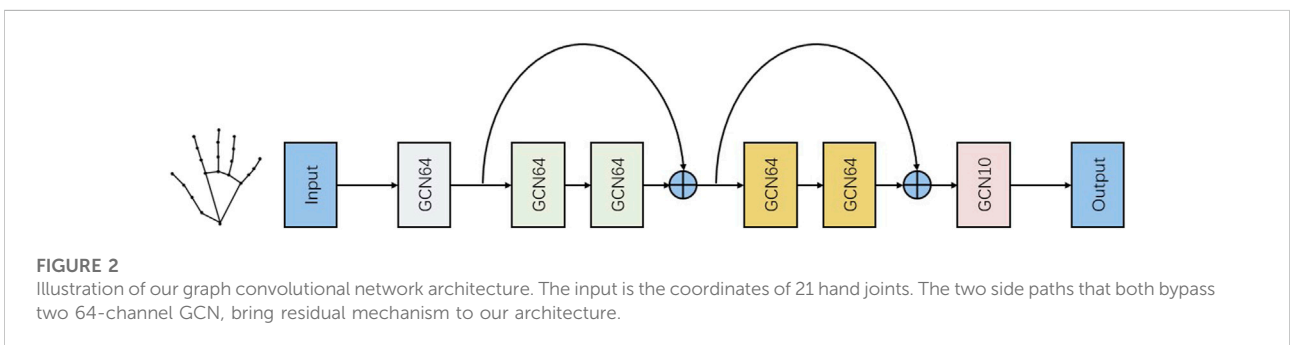 Input
GCN64
GCN64
GCN64
GCN64
GCN64
GCN10
Output
FIGURE 2
Illustration of our graph convolutional network architecture. The input is the coordinates of 21 hand joints. The two side paths that both bypass
two 64-channel GCN, bring residual mechanism to our architecture.